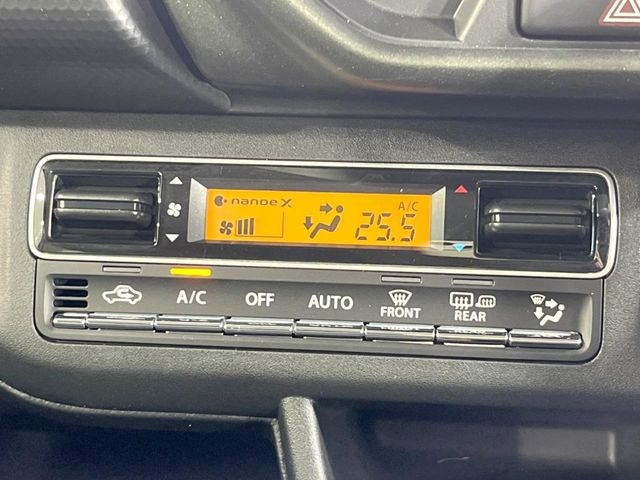 nanoe X
A/C
25.5
A/C
OFF
AUTO
FRONT
REAR